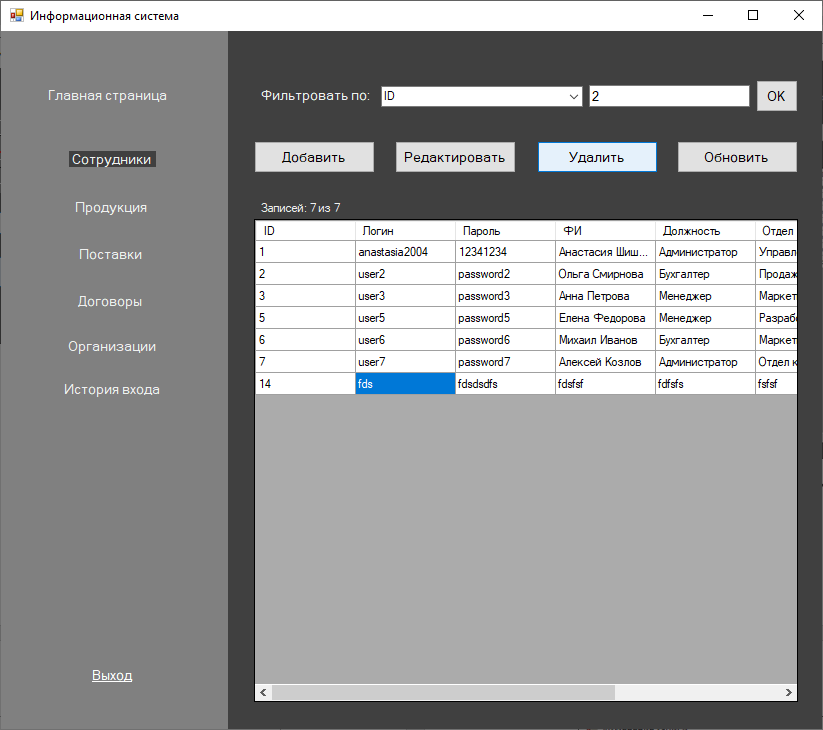 Информационная система
Главная страница
Сотрудники
Продукция
Поставки
Договоры
Организации
История входа
Выход
Фильтровать по: ID 2 OK
Добавить Редактировать Удалить Обновить
Записей: 7 из 7
ID Логин Пароль ФИ Должность Отдел
1 anastasia2004 12341234 Анастасия Шиш... Администратор Управл
2 user2 password2 Ольга Смирнова Бухгалтер Продаж
3 user3 password3 Анна Петрова Менеджер Маркет
5 user5 password5 Елена Федорова Менеджер Разраб
6 user6 password6 Михаил Иванов Бухгалтер Маркет
7 user7 password7 Алексей Козлов Администратор Отдел к
14 fds fdsdsdfs fdsfsf fdfsfs fsfsf